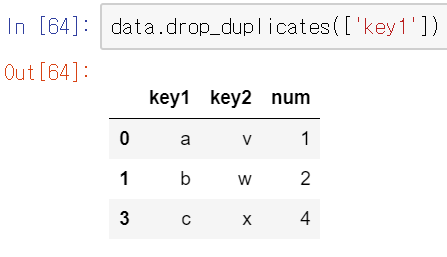 In [64]: data.drop_duplicates(['key1'])
Out[64]:
key1 key2 num
0 a v 1
1 b w 2
3 c x 4